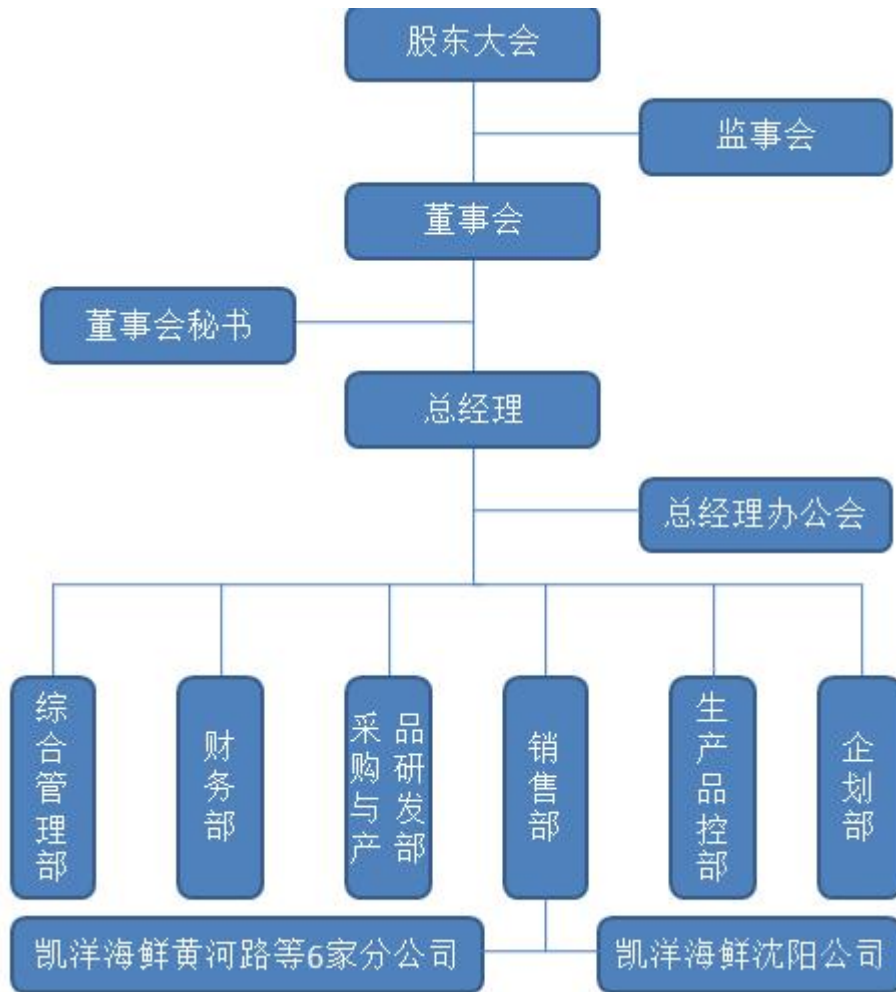 股东大会
监事会
董事会
董事会秘书
总经理
总经理办公会
综合管理部
财务部
采购与产
品研发部
销售部
生产品控部
企划部
凯洋海鲜黄河路等6家分公司
凯洋海鲜沈阳公司